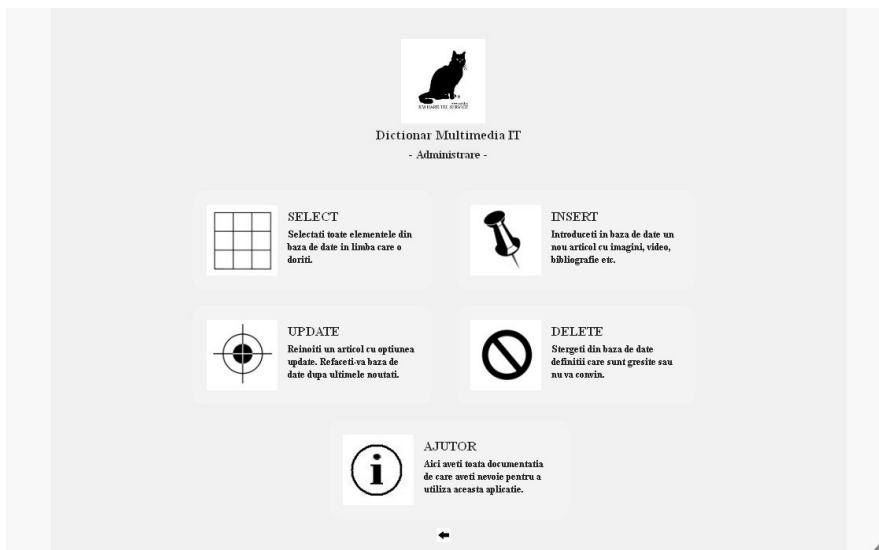 Dictionar Multimedia IT
- Administrare -
SELECT
Selectati toate elementele din
baza de date in limba care o
doriti.
INSERT
Introduceti in baza de date un
nou articol cu imagini, video,
bibliografie etc.
UPDATE
Reinoiti un articol cu optiunea
update. Refaceti-va baza de
date dupa ultimele noutati.
DELETE
Stergeti din baza de date
definitii care sunt gresite sau
nu va convin.
AJUTOR
Aici aveti toata documentatia
de care aveti nevoie pentru a
utiliza aceasta aplicatie.